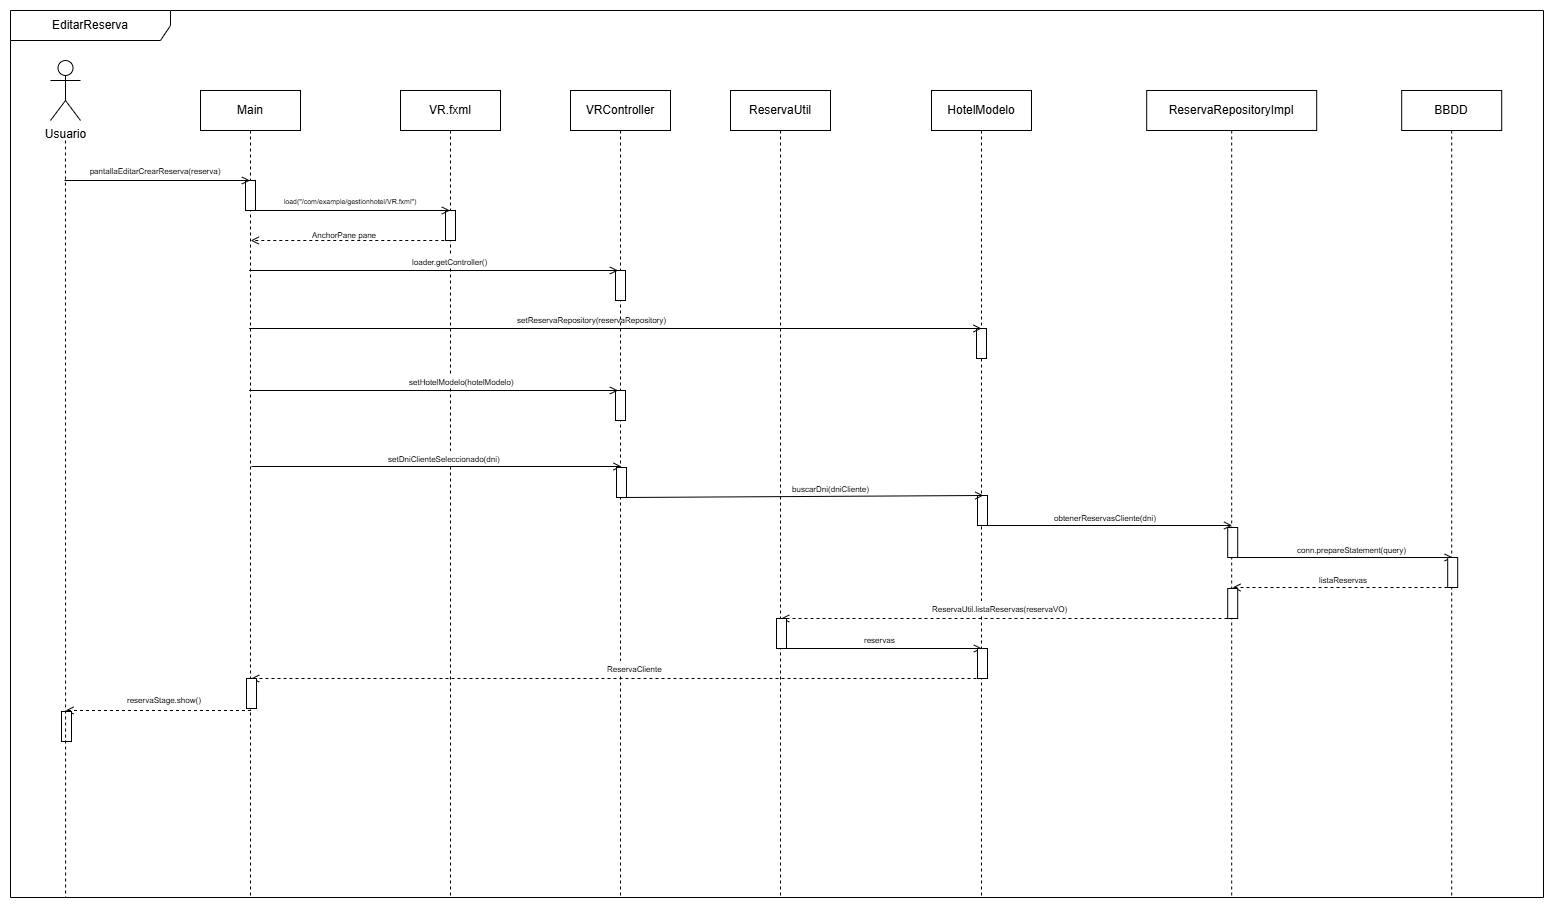 EditarReserva
Usuario
Main
VR.fxml
VRController
ReservaUtil
HotelModelo
ReservaRepositoryImpl
BBDD
pantallaEditarCrearReserva(reserva)
load("/com/example/gestionhotel/VR.fxml")
AnchorPane pane
loader.getController()
setReservaRepository(reservaRepository)
setHotelModelo(hotelModelo)
setDniClienteSeleccionado(dni)
buscarDni(dniCliente)
obtenerReservasCliente(dni)
conn.prepareStatement(query)
listaReservas
ReservaUtil.listaReservas(reservaVO)
reservas
ReservaCliente
reservaStage.show()